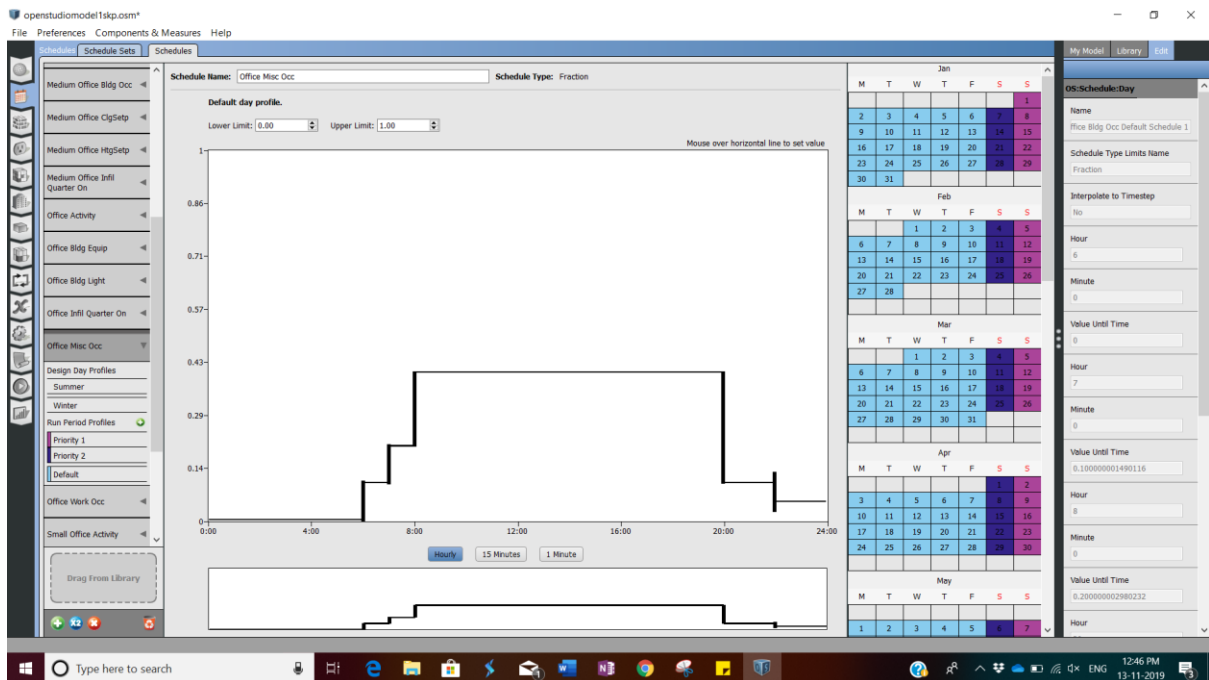 openstudiomodel1skp.osm*
File Preferences Components & Measures Help
Schedules Schedule Sets Schedules
My Model Library Edit
Medium Office Bldg Occ
Medium Office ClgSetp
Medium Office HtgSetp
Medium Office Infil
Quarter On
Office Activity
Office Bldg Equip
Office Bldg Light
Office Infil Quarter On
Office Misc Occ
Design Day Profiles
Summer
Winter
Run Period Profiles
Priority 1
Priority 2
Default
Office Work Occ
Small Office Activity
Drag From Library
x2
Schedule Name: Office Misc Occ Schedule Type: Fraction
Default day profile.
Lower Limit: 0.00 Upper Limit: 1.00
Mouse over horizontal line to set value
1
0.86
0.71
0.57
0.43
0.29
0.14
0
0:00 4:00 8:00 12:00 16:00 20:00 24:00
Hourly 15 Minutes 1 Minute
Jan
M T W T F S S
1
2 3 4 5 6 7 8
9 10 11 12 13 14 15
16 17 18 19 20 21 22
23 24 25 26 27 28 29
30 31
Feb
M T W T F S S
1 2 3 4 5
6 7 8 9 10 11 12
13 14 15 16 17 18 19
20 21 22 23 24 25 26
27 28
Mar
M T W T F S S
1 2 3 4 5
6 7 8 9 10 11 12
13 14 15 16 17 18 19
20 21 22 23 24 25 26
27 28 29 30 31
Apr
M T W T F S S
1 2
3 4 5 6 7 8 9
10 11 12 13 14 15 16
17 18 19 20 21 22 23
24 25 26 27 28 29 30
May
M T W T F S S
1 2 3 4 5 6 7
OS:Schedule:Day
Name
ffice Bldg Occ Default Schedule 1
Schedule Type Limits Name
Fraction
Interpolate to Timestep
No
Hour
6
Minute
0
Value Until Time
0
Hour
7
Minute
0
Value Until Time
0.100000001490116
Hour
8
Minute
0
Value Until Time
0.200000002980232
Hour
Type here to search
ENG
12:46 PM
13-11-2019